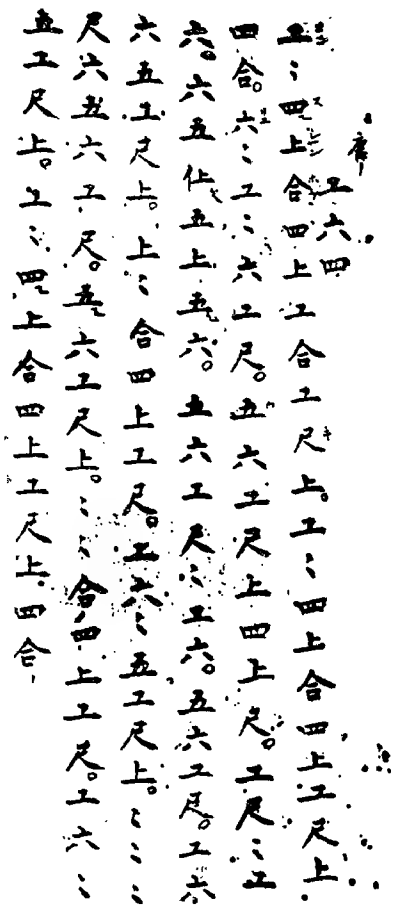 工六四
工〻四上合四上工合工尺上。工〻四上合四上工尺上
四合。六〻工〻六工尺。五六工尺上四上尺。工尺〻工
六。六五仩五上五六。五六工尺〻工六。五六工尺。工六
六五工尺上。上〻合四上工尺。工六〻五工尺上。〻〻〻
尺六五六工尺。五六工尺上。〻〻合四上工尺。工六〻
五工尺上。工〻四上合四上工尺上。四合